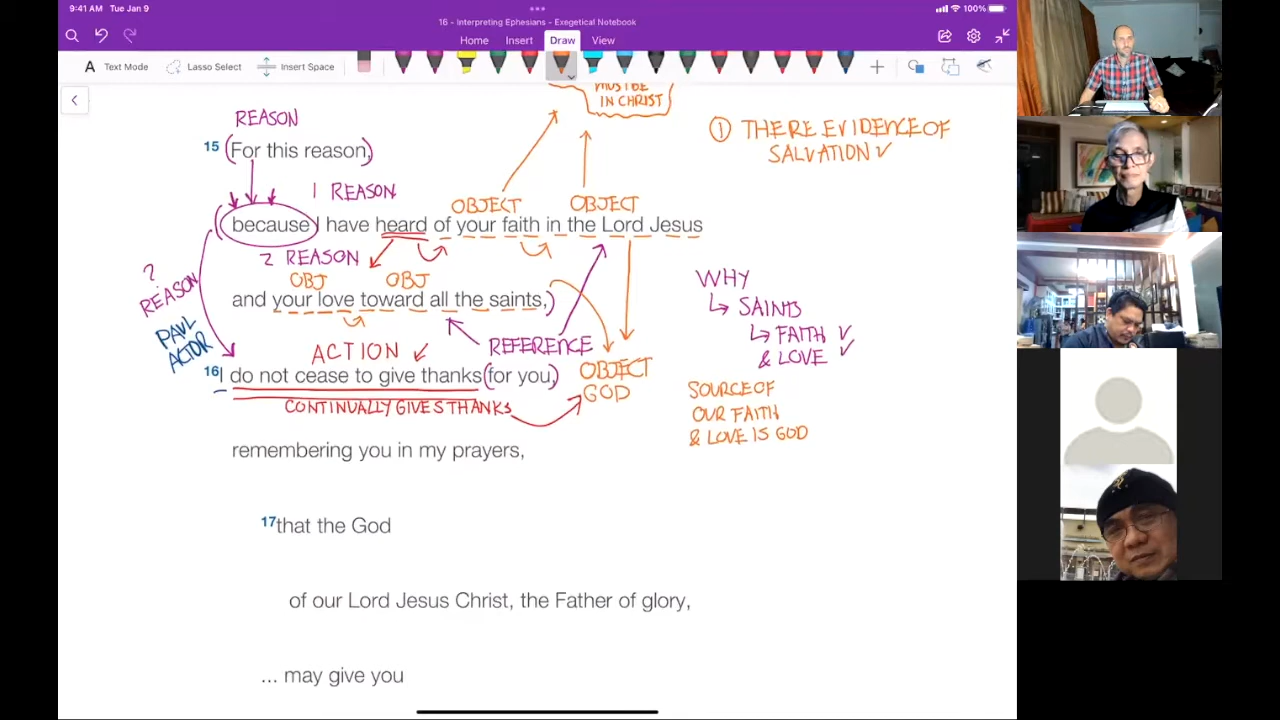 9:41 AM Tue Jan 9
100%
16 - Interpreting Ephesians - Exegetical Notebook
Home Insert Draw View
A Text Mode Lasso Select Insert Space
MUST BE
IN CHRIST
REASON
① THERE EVIDENCE OF
SALVATION ✓
15 (For this reason,)
1 REASON
OBJECT OBJECT
(because I have heard of your faith in the Lord Jesus
2 REASON
OBJ OBJ
and your love toward all the saints,)
WHY
↳ SAINTS
↳ FAITH ✓
& LOVE ✓
?
REASON
PAUL
ACTOR
ACTION
REFERENCE
16 I do not cease to give thanks (for you,)
OBJECT
GOD
CONTINUALLY GIVES THANKS
SOURCE OF
OUR FAITH
& LOVE IS GOD
remembering you in my prayers,
17 that the God
of our Lord Jesus Christ, the Father of glory,
... may give you